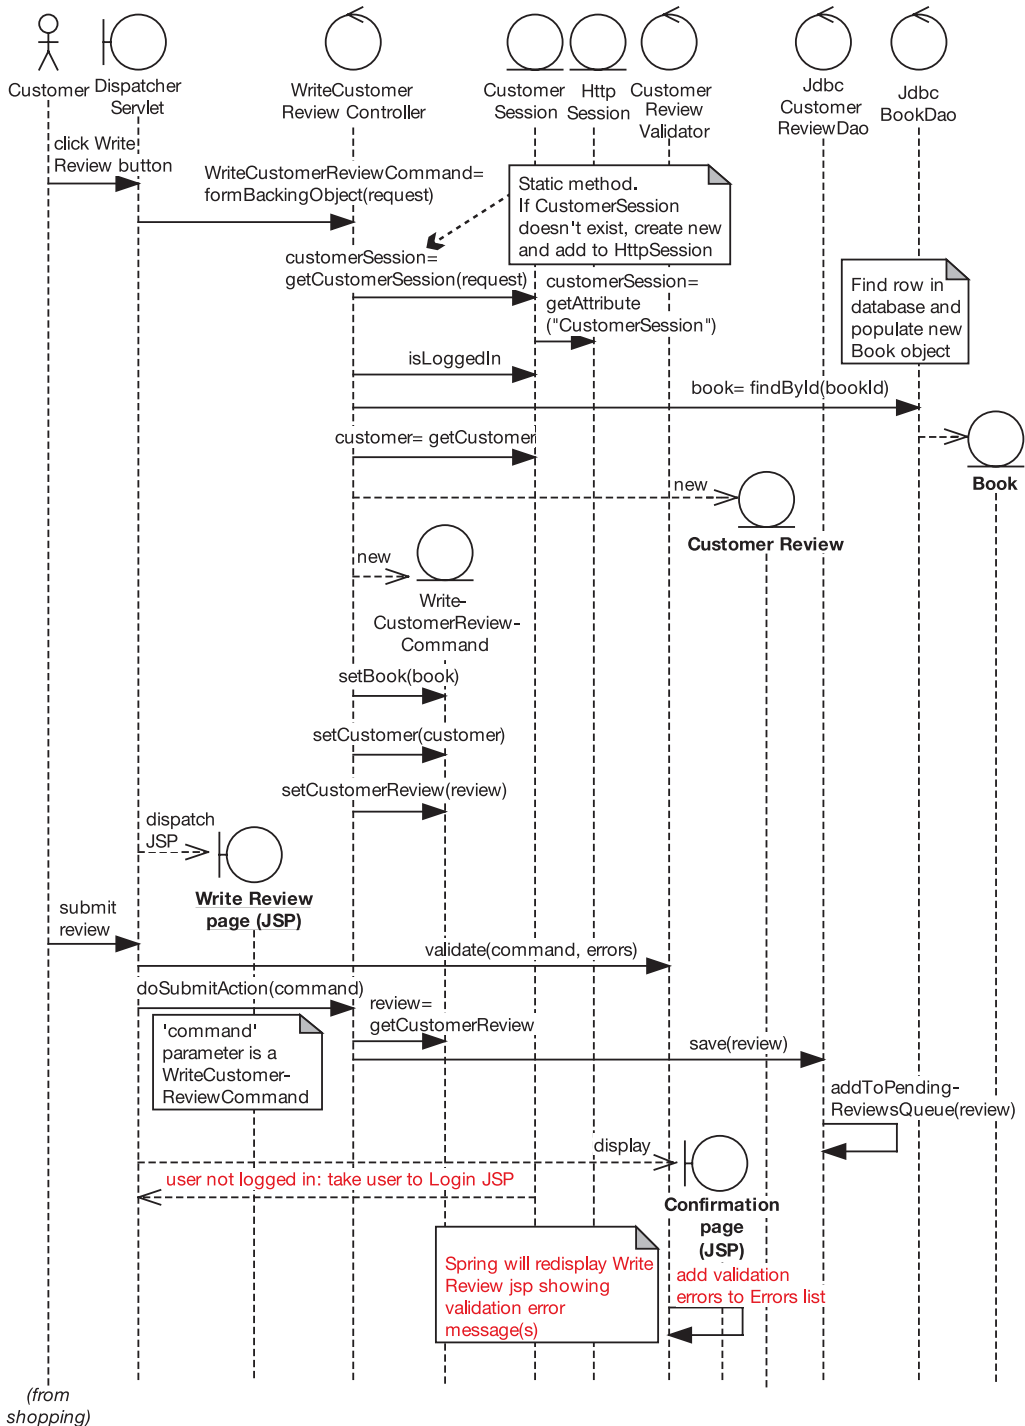 Customer
Dispatcher
Servlet
WriteCustomer
Review Controller
Customer
Session
Http
Session
Customer
Review
Validator
Jdbc
Customer
ReviewDao
Jdbc
BookDao
click Write
Review button
WriteCustomerReviewCommand=
formBackingObject(request)
Static method.
If CustomerSession
doesn't exist, create new
and add to HttpSession
customerSession=
getCustomerSession(request)
customerSession=
getAttribute
("CustomerSession")
Find row in
database and
populate new
Book object
isLoggedIn
book= findById(bookId)
customer= getCustomer
Book
new
Customer Review
new
Write-
CustomerReview-
Command
setBook(book)
setCustomer(customer)
setCustomerReview(review)
dispatch
JSP
Write Review
page (JSP)
submit
review
validate(command, errors)
doSubmitAction(command)
review=
getCustomerReview
'command'
parameter is a
WriteCustomer-
ReviewCommand
save(review)
addToPending-
ReviewsQueue(review)
display
user not logged in: take user to Login JSP
Confirmation
page
(JSP)
Spring will redisplay Write
Review jsp showing
validation error
message(s)
add validation
errors to Errors list
(from
shopping)